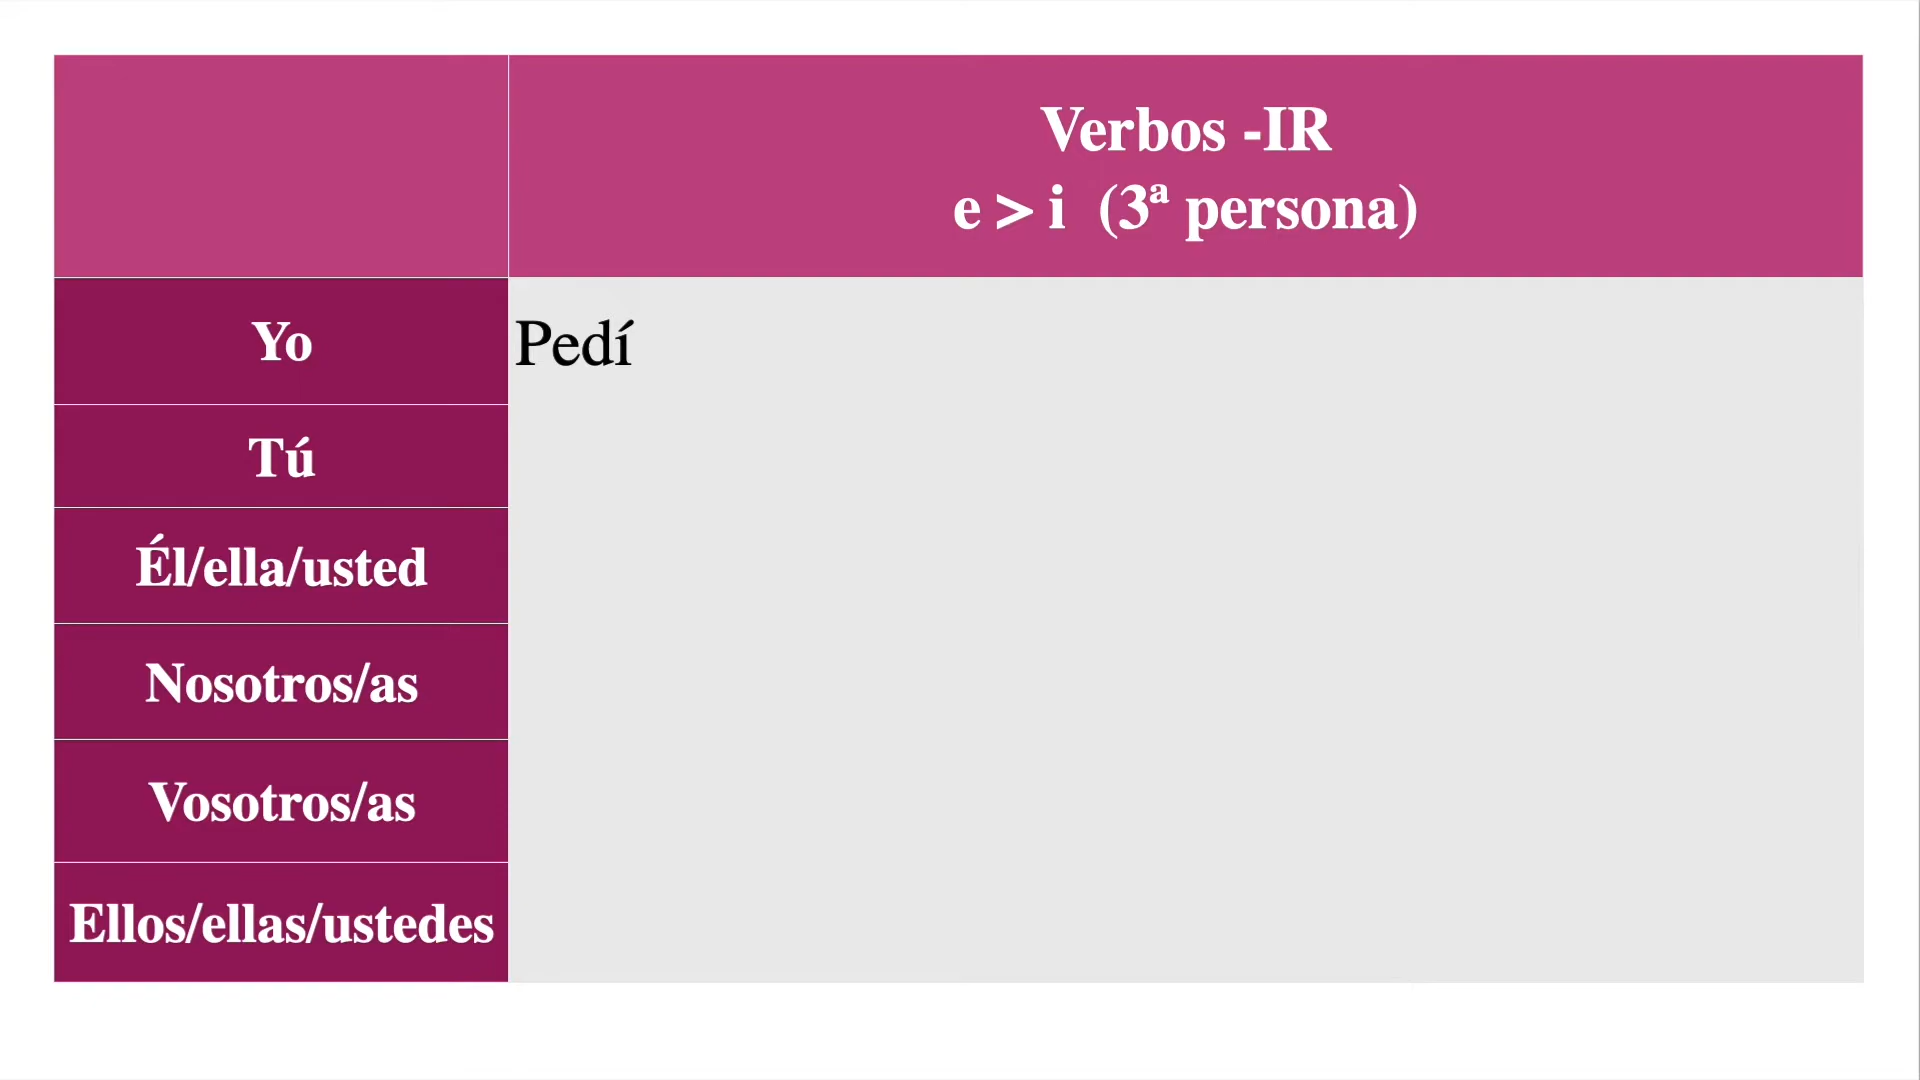 Verbos -IR
e > i (3ª persona)
Yo
Pedí
Tú
Él/ella/usted
Nosotros/as
Vosotros/as
Ellos/ellas/ustedes